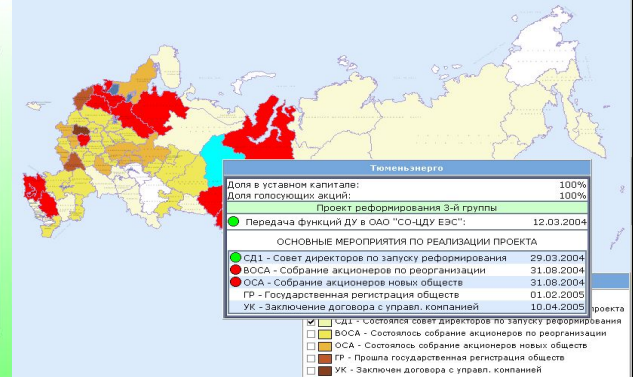 Тюменьэнерго
Доля в уставном капитале: 100%
Доля голосующих акций: 100%
Проект реформирования 3-й группы
Передача функций ДУ в ОАО "СО-ЦДУ ЕЭС": 12.03.2004
ОСНОВНЫЕ МЕРОПРИЯТИЯ ПО РЕАЛИЗАЦИИ ПРОЕКТА
СД1 - Совет директоров по запуску реформирования 29.03.2004
ВОСА - Собрание акционеров по реорганизации 31.08.2004
ОСА - Собрание акционеров новых обществ 31.08.2004
ГР - Государственная регистрация обществ 01.02.2005
УК - Заключение договора с управл. компанией 10.04.2005
проекта
СД1 - Состоялся совет директоров по запуску реформирования
ВОСА - Состоялось собрание акционеров по реорганизации
ОСА - Состоялось собрание акционеров новых обществ
ГР - Прошла государственная регистрация обществ
УК - Заключен договора с управл. компанией